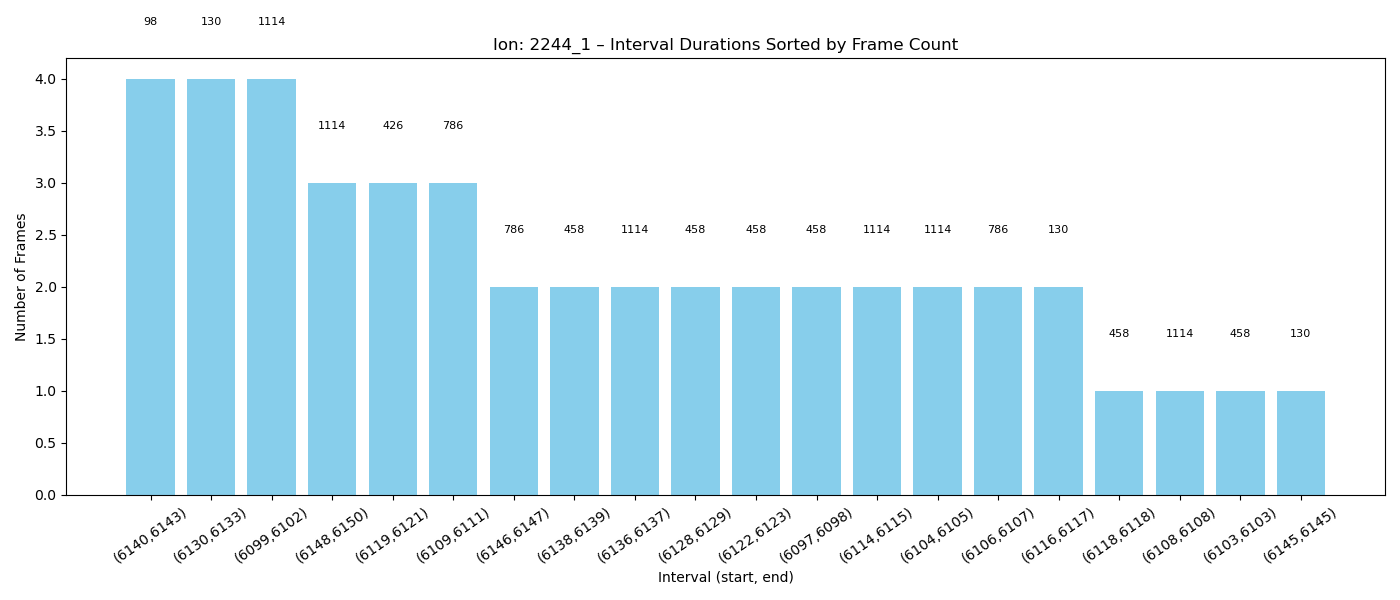 98 130 1114
Ion: 2244_1 – Interval Durations Sorted by Frame Count
4.0
3.5
3.0
2.5
2.0
1.5
1.0
0.5
0.0
Number of Frames
1114 426 786
786 458 1114 458 458 458 1114 1114 786 130
458 1114 458 130
(6140,6143) (6130,6133) (6099,6102) (6148,6150) (6119,6121) (6109,6111) (6146,6147) (6138,6139) (6136,6137) (6128,6129) (6122,6123) (6097,6098) (6114,6115) (6104,6105) (6106,6107) (6116,6117) (6118,6118) (6108,6108) (6103,6103) (6145,6145)
Interval (start, end)